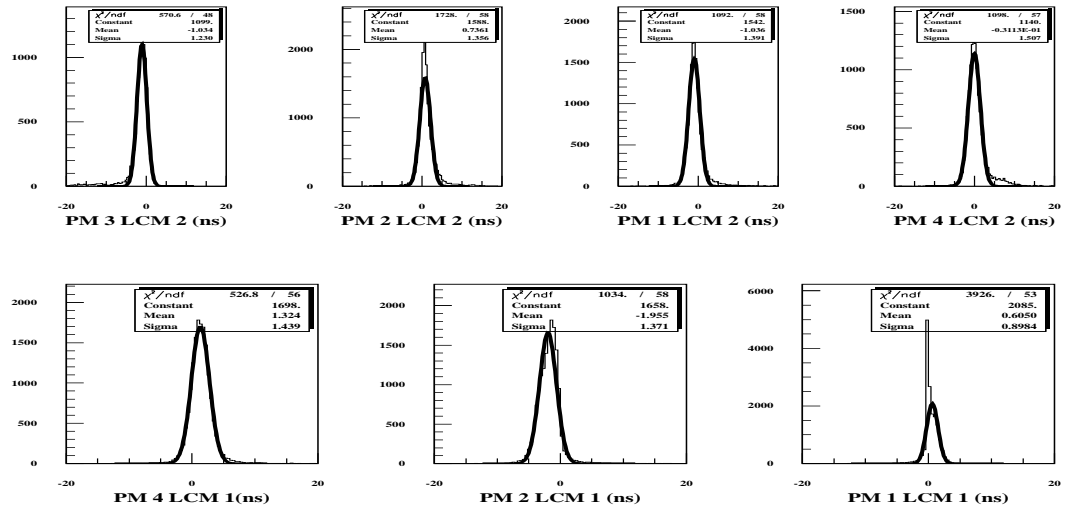 χ²/ndf 570.6 / 48
Constant 1099.
Mean -1.034
Sigma 1.230
1000
500
0
-20 0 20
PM 3 LCM 2 (ns)
χ²/ndf 1728. / 58
Constant 1588.
Mean 0.7361
Sigma 1.356
2000
1000
0
-20 0 20
PM 2 LCM 2 (ns)
χ²/ndf 1092. / 58
Constant 1542.
Mean -1.036
Sigma 1.391
2000
1500
1000
500
0
-20 0 20
PM 1 LCM 2 (ns)
χ²/ndf 1098. / 57
Constant 1140.
Mean -0.3113E-01
Sigma 1.507
1500
1000
500
0
-20 0 20
PM 4 LCM 2 (ns)
χ²/ndf 526.8 / 56
Constant 1698.
Mean 1.324
Sigma 1.439
2000
1500
1000
500
0
-20 0 20
PM 4 LCM 1(ns)
χ²/ndf 1034. / 58
Constant 1658.
Mean -1.955
Sigma 1.371
2000
1500
1000
500
0
-20 0 20
PM 2 LCM 1 (ns)
χ²/ndf 3926. / 53
Constant 2085.
Mean 0.6050
Sigma 0.8984
6000
4000
2000
0
-20 0 20
PM 1 LCM 1 (ns)